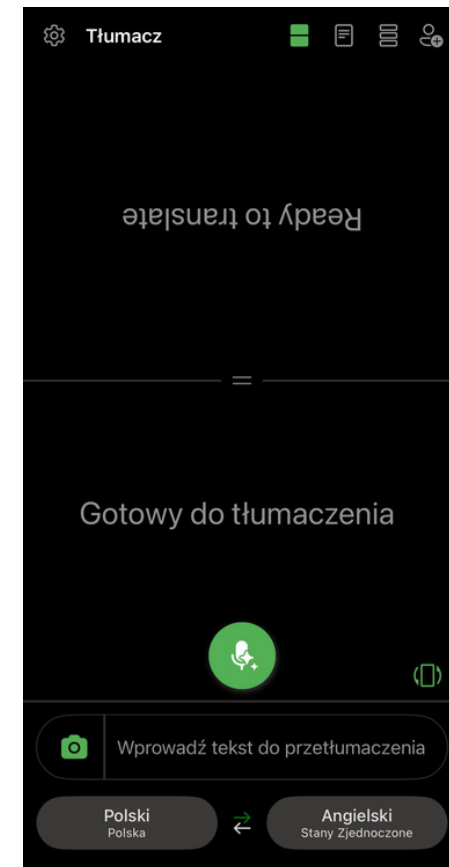 Tłumacz
Ready to translate
Gotowy do tłumaczenia
Wprowadź tekst do przetłumaczenia
Polski
Polska
Angielski
Stany Zjednoczone